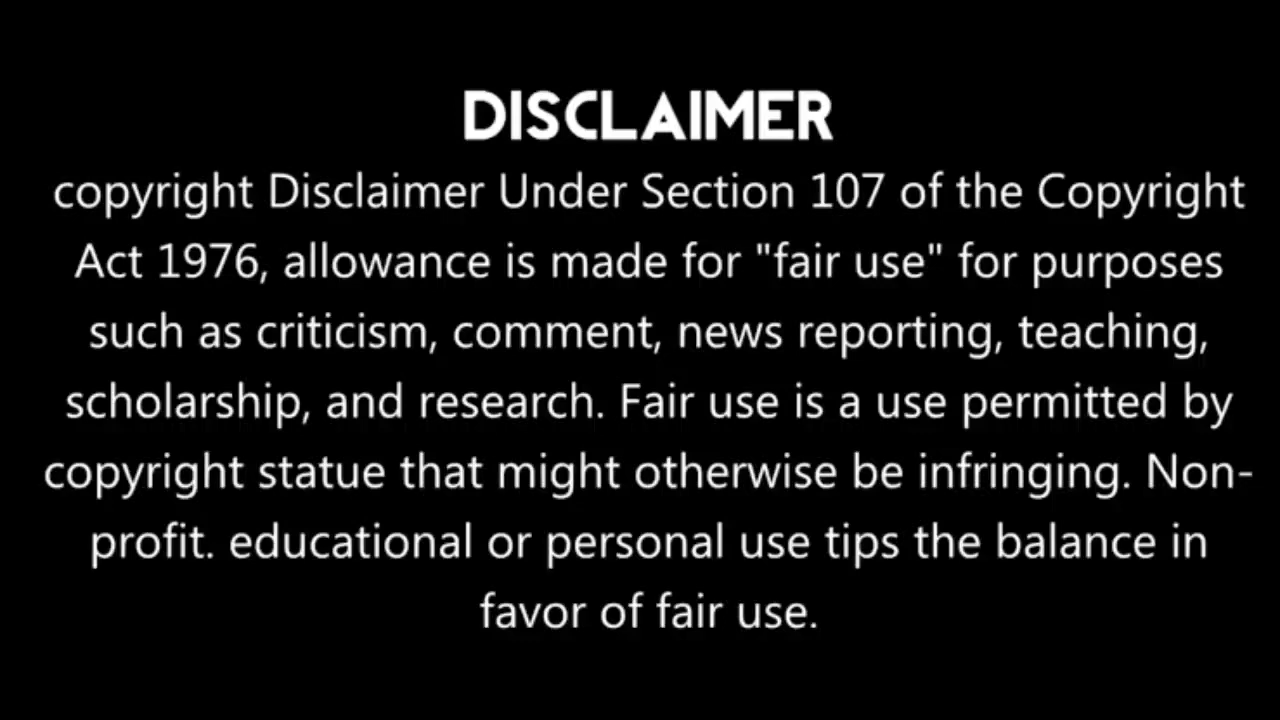 DISCLAIMER
copyright Disclaimer Under Section 107 of the Copyright
Act 1976, allowance is made for "fair use" for purposes
such as criticism, comment, news reporting, teaching,
scholarship, and research. Fair use is a use permitted by
copyright statue that might otherwise be infringing. Non-
profit. educational or personal use tips the balance in
favor of fair use.